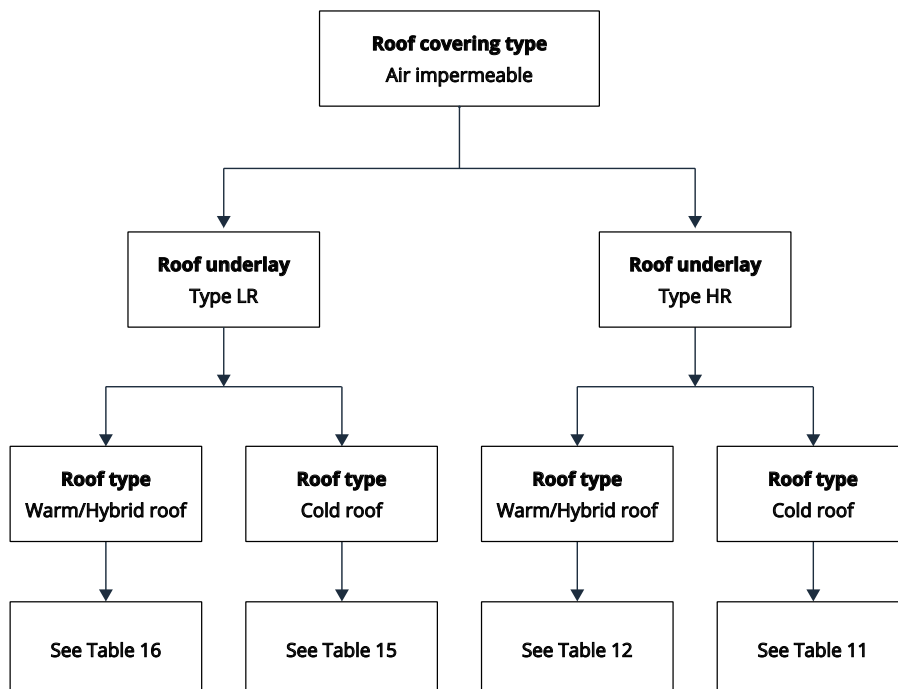 Roof covering type
Air impermeable
Roof underlay
Type LR
Roof underlay
Type HR
Roof type
Warm/Hybrid roof
Roof type
Cold roof
Roof type
Warm/Hybrid roof
Roof type
Cold roof
See Table 16
See Table 15
See Table 12
See Table 11